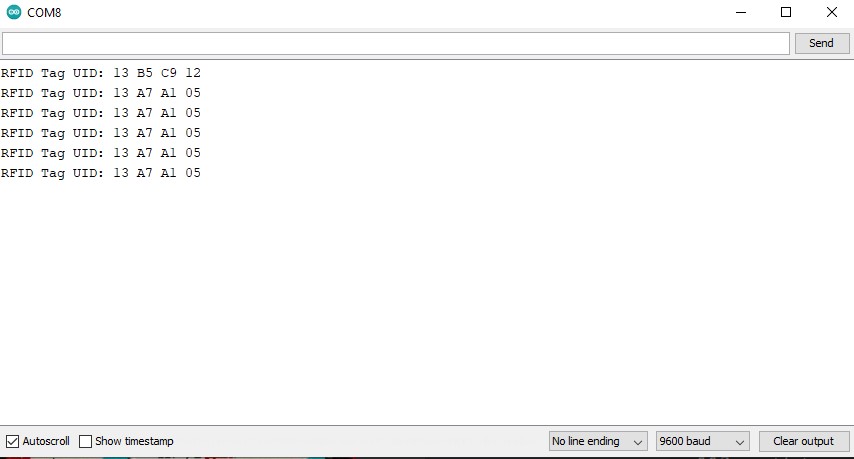 COM8
Send
RFID Tag UID: 13 B5 C9 12
RFID Tag UID: 13 A7 A1 05
RFID Tag UID: 13 A7 A1 05
RFID Tag UID: 13 A7 A1 05
RFID Tag UID: 13 A7 A1 05
RFID Tag UID: 13 A7 A1 05
Autoscroll Show timestamp No line ending 9600 baud Clear output